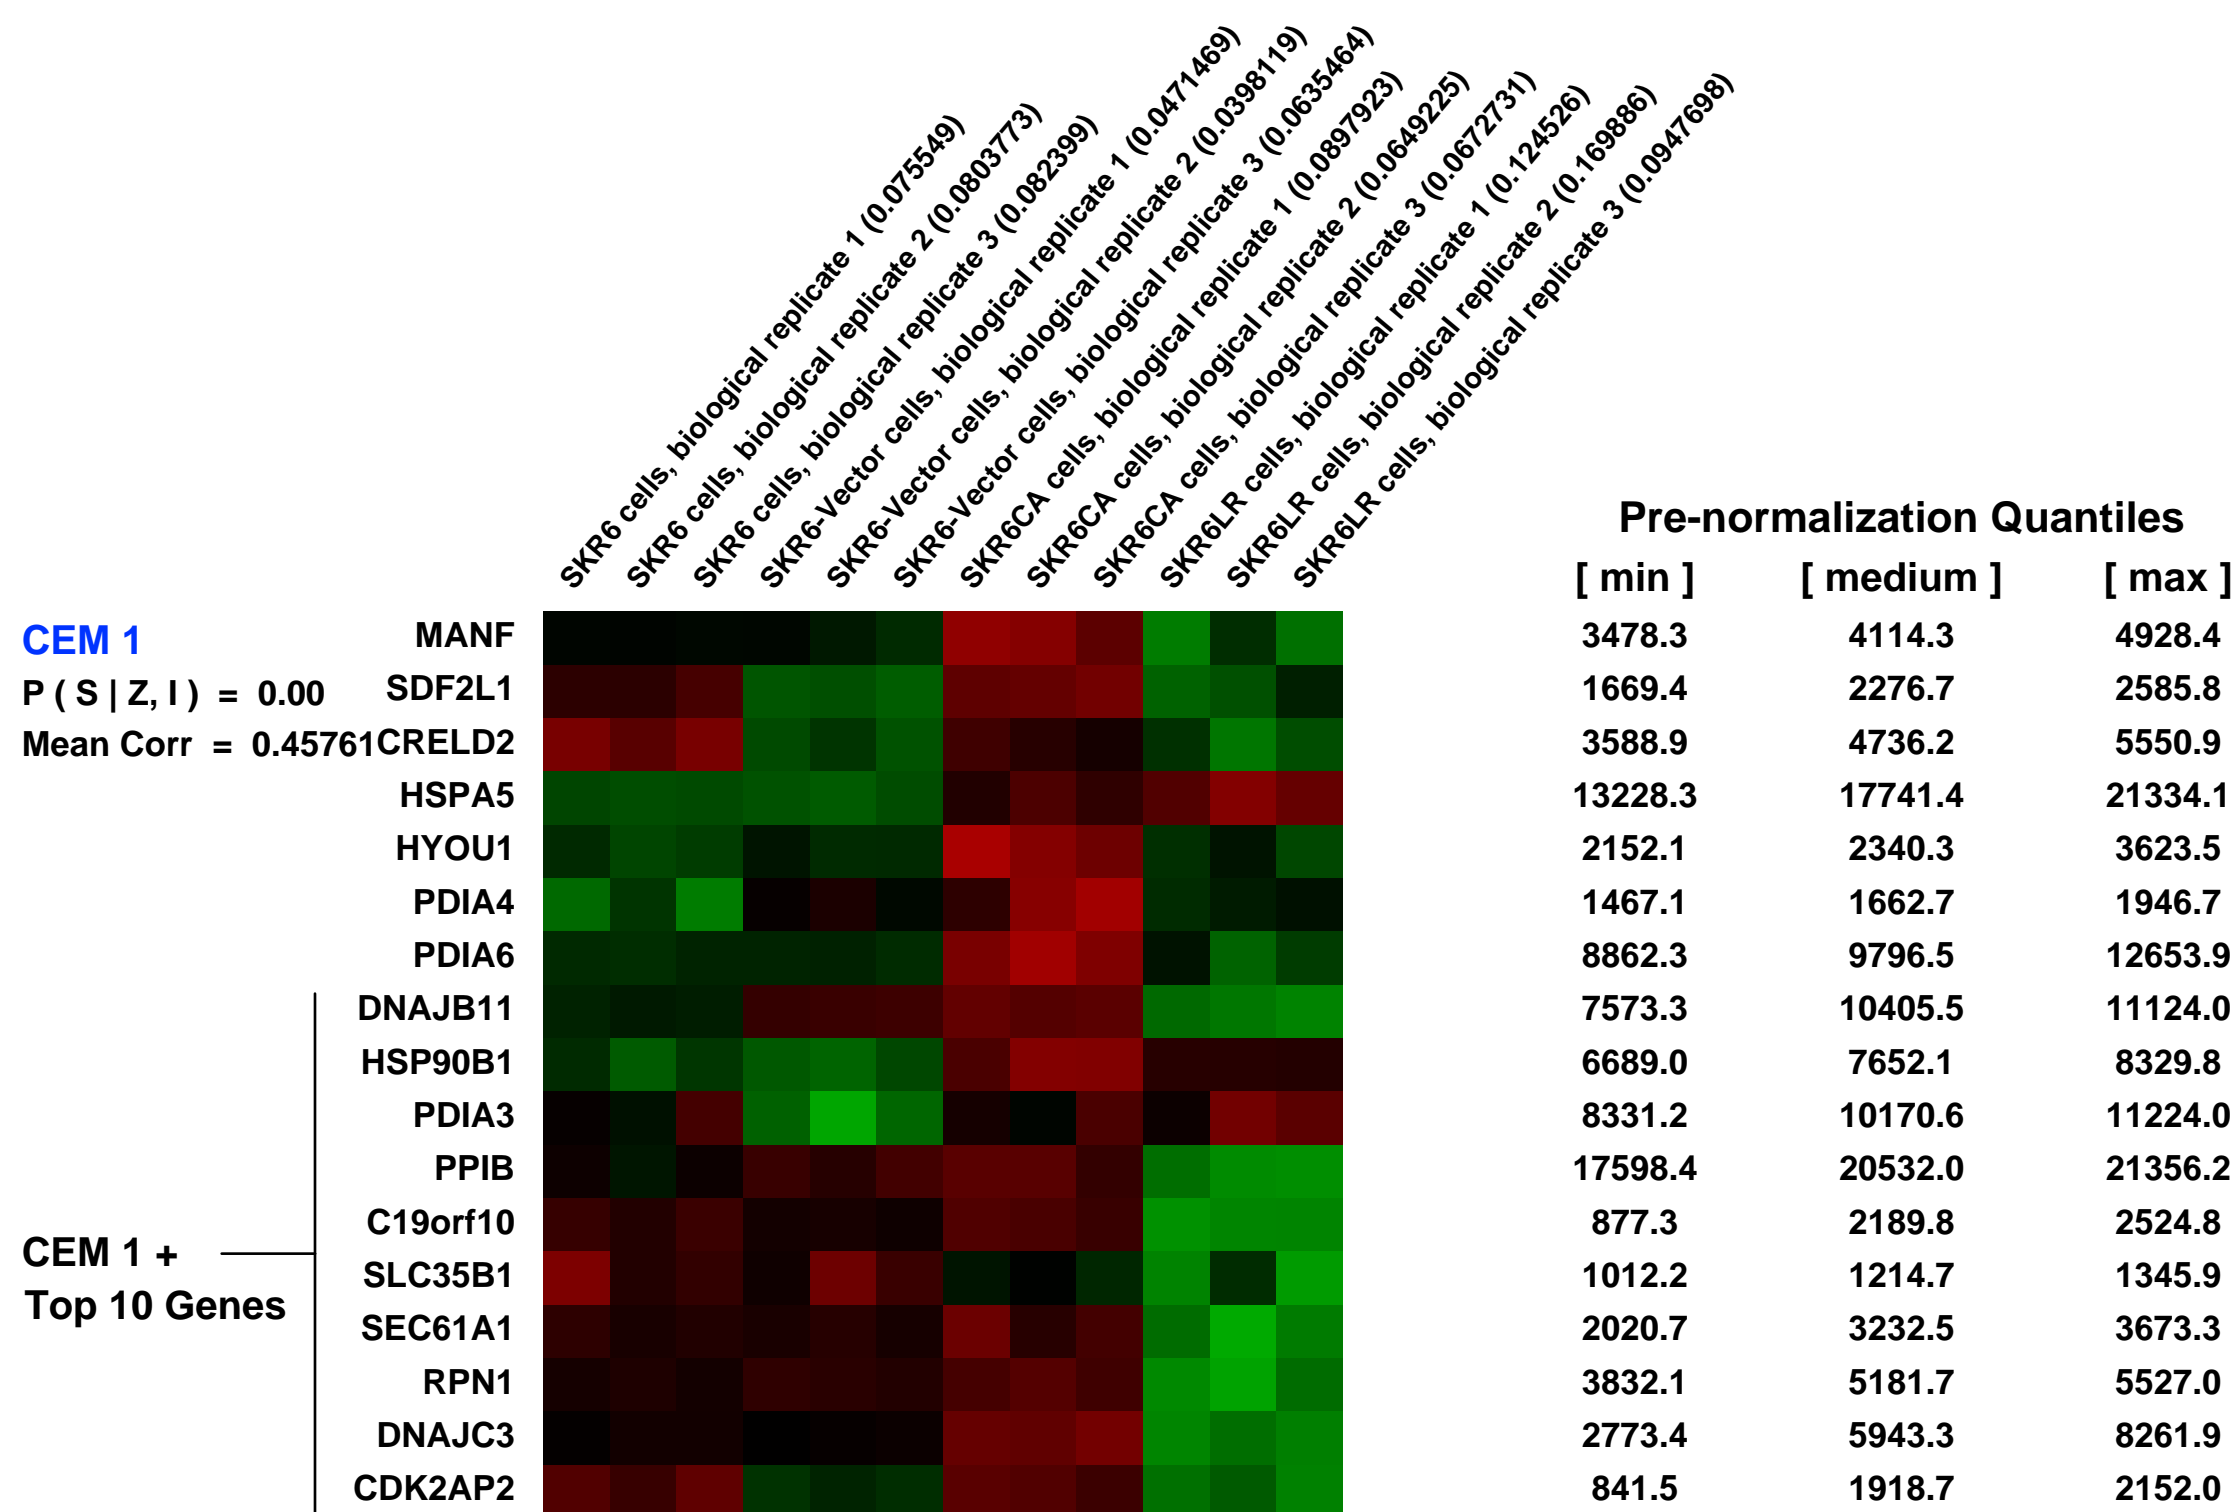 SKR6 cells, biological replicate 1 (0.075549)
SKR6 cells, biological replicate 2 (0.0803773)
SKR6 cells, biological replicate 3 (0.082399)
SKR6-Vector cells, biological replicate 1 (0.0471469)
SKR6-Vector cells, biological replicate 2 (0.0398119)
SKR6-Vector cells, biological replicate 3 (0.0635464)
SKR6CA cells, biological replicate 1 (0.0897923)
SKR6CA cells, biological replicate 2 (0.0649225)
SKR6CA cells, biological replicate 3 (0.0672731)
SKR6LR cells, biological replicate 1 (0.124526)
SKR6LR cells, biological replicate 2 (0.169886)
SKR6LR cells, biological replicate 3 (0.0947698)
Pre-normalization Quantiles
[ min ] [ medium ] [ max ]
CEM 1 MANF 3478.3 4114.3 4928.4
P ( S | Z, I ) = 0.00 SDF2L1 1669.4 2276.7 2585.8
Mean Corr = 0.45761 CRELD2 3588.9 4736.2 5550.9
HSPA5 13228.3 17741.4 21334.1
HYOU1 2152.1 2340.3 3623.5
PDIA4 1467.1 1662.7 1946.7
PDIA6 8862.3 9796.5 12653.9
DNAJB11 7573.3 10405.5 11124.0
HSP90B1 6689.0 7652.1 8329.8
PDIA3 8331.2 10170.6 11224.0
PPIB 17598.4 20532.0 21356.2
C19orf10 877.3 2189.8 2524.8
CEM 1 +
SLC35B1 1012.2 1214.7 1345.9
Top 10 Genes
SEC61A1 2020.7 3232.5 3673.3
RPN1 3832.1 5181.7 5527.0
DNAJC3 2773.4 5943.3 8261.9
CDK2AP2 841.5 1918.7 2152.0